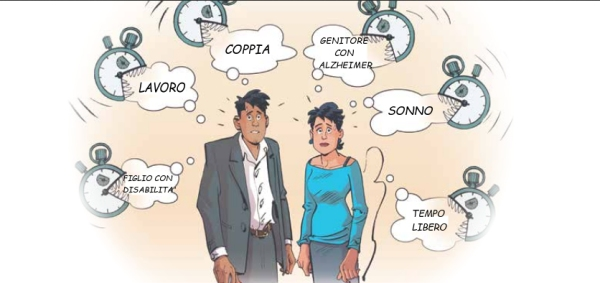 COPPIA
GENITORE
CON
ALZHEIMER
LAVORO
SONNO
FIGLIO CON
DISABILITA'
TEMPO
LIBERO